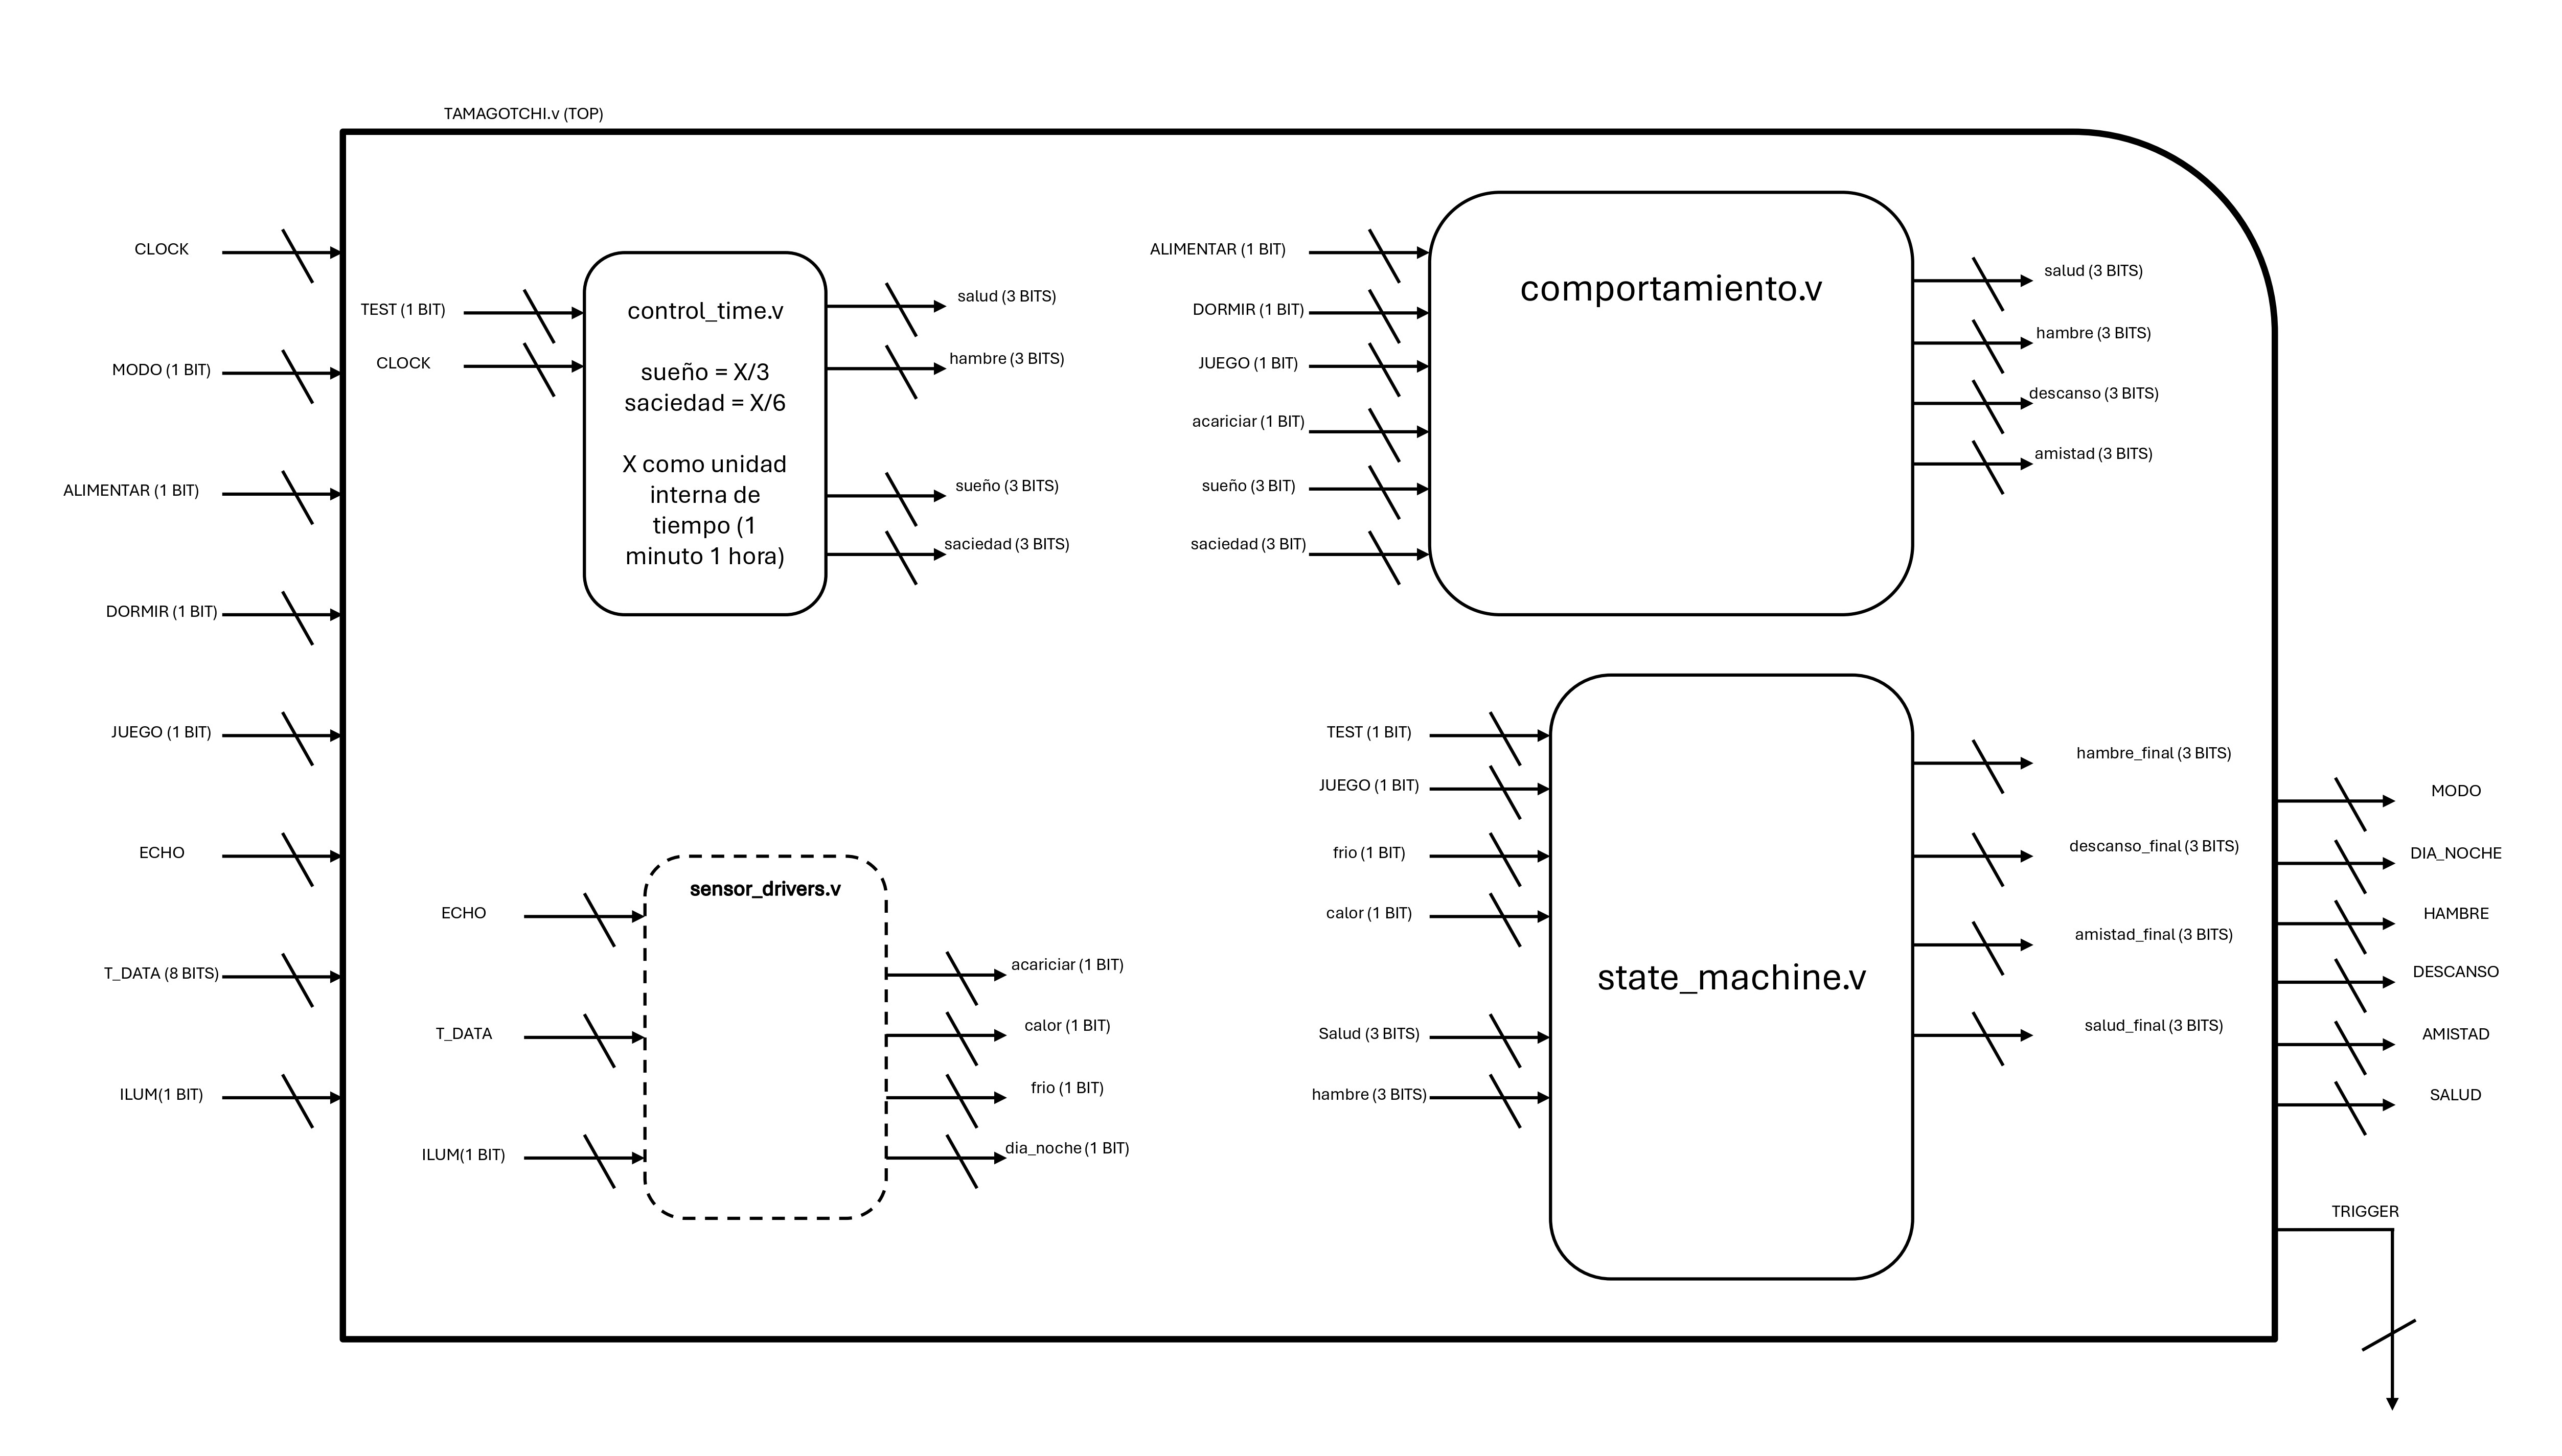 TAMAGOTCHI.v (TOP)
CLOCK
MODO (1 BIT)
ALIMENTAR (1 BIT)
DORMIR (1 BIT)
JUEGO (1 BIT)
ECHO
T_DATA (8 BITS)
ILUM(1 BIT)
TEST (1 BIT)
CLOCK
control_time.v
sueño = X/3
saciedad = X/6
X como unidad
interna de
tiempo (1
minuto 1 hora)
salud (3 BITS)
hambre (3 BITS)
sueño (3 BITS)
saciedad (3 BITS)
ALIMENTAR (1 BIT)
DORMIR (1 BIT)
JUEGO (1 BIT)
acariciar (1 BIT)
sueño (3 BIT)
saciedad (3 BIT)
comportamiento.v
salud (3 BITS)
hambre (3 BITS)
descanso (3 BITS)
amistad (3 BITS)
ECHO
T_DATA
ILUM(1 BIT)
sensor_drivers.v
acariciar (1 BIT)
calor (1 BIT)
frio (1 BIT)
dia_noche (1 BIT)
TEST (1 BIT)
JUEGO (1 BIT)
frio (1 BIT)
calor (1 BIT)
Salud (3 BITS)
hambre (3 BITS)
state_machine.v
hambre_final (3 BITS)
descanso_final (3 BITS)
amistad_final (3 BITS)
salud_final (3 BITS)
MODO
DIA_NOCHE
HAMBRE
DESCANSO
AMISTAD
SALUD
TRIGGER